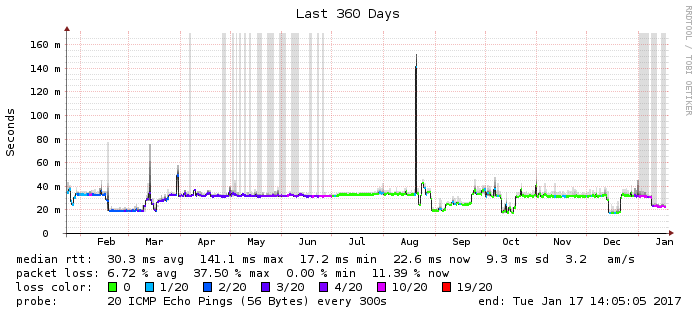 Last 360 Days
RRDTOOL / TOBI OETIKER
Seconds
160 m
140 m
120 m
100 m
80 m
60 m
40 m
20 m
0
Feb Mar Apr May Jun Jul Aug Sep Oct Nov Dec Jan
median rtt: 30.3 ms avg 141.1 ms max 17.2 ms min 22.6 ms now 9.3 ms sd 3.2 am/s
packet loss: 6.72 % avg 37.50 % max 0.00 % min 11.39 % now
loss color: 0 1/20 2/20 3/20 4/20 10/20 19/20
probe: 20 ICMP Echo Pings (56 Bytes) every 300s end: Tue Jan 17 14:05:05 2017